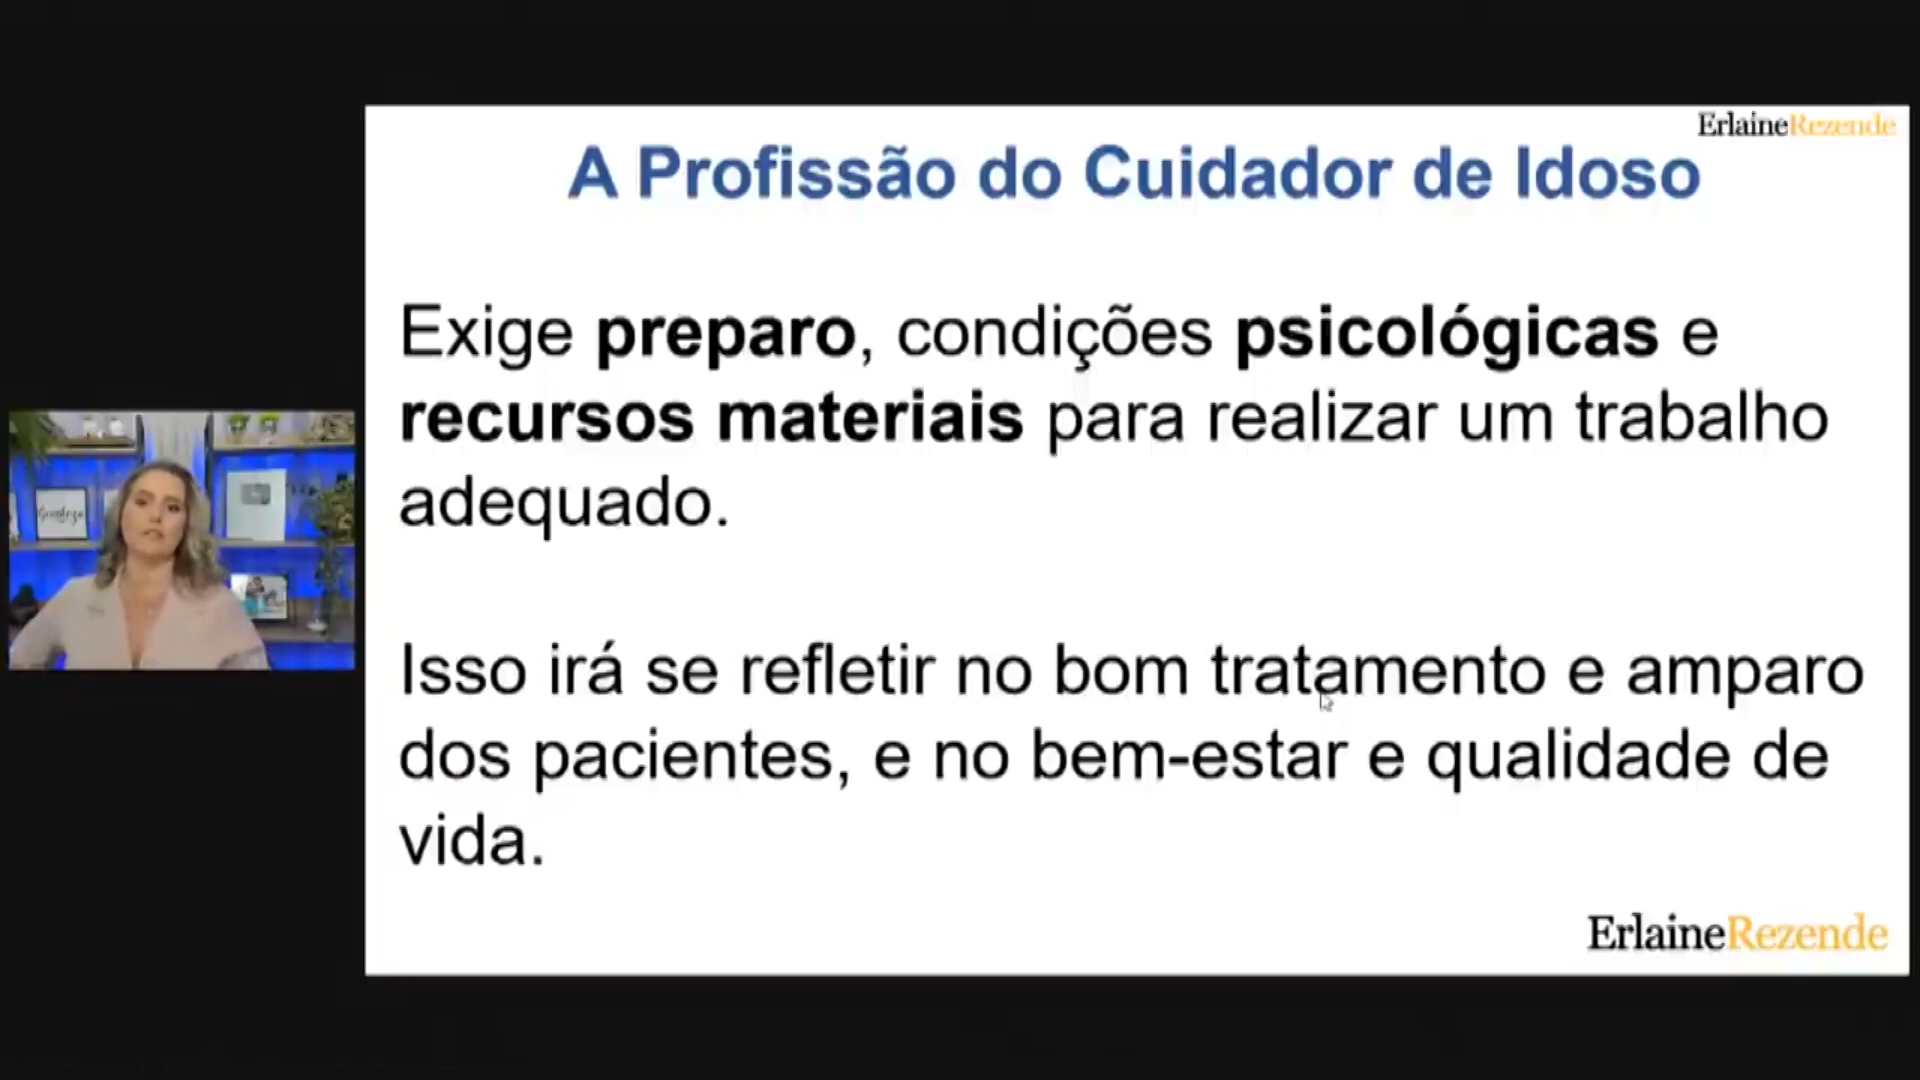 ErlaineRezende
A Profissão do Cuidador de Idoso
Exige preparo, condições psicológicas e
recursos materiais para realizar um trabalho
adequado.
Isso irá se refletir no bom tratamento e amparo
dos pacientes, e no bem-estar e qualidade de
vida.
ErlaineRezende